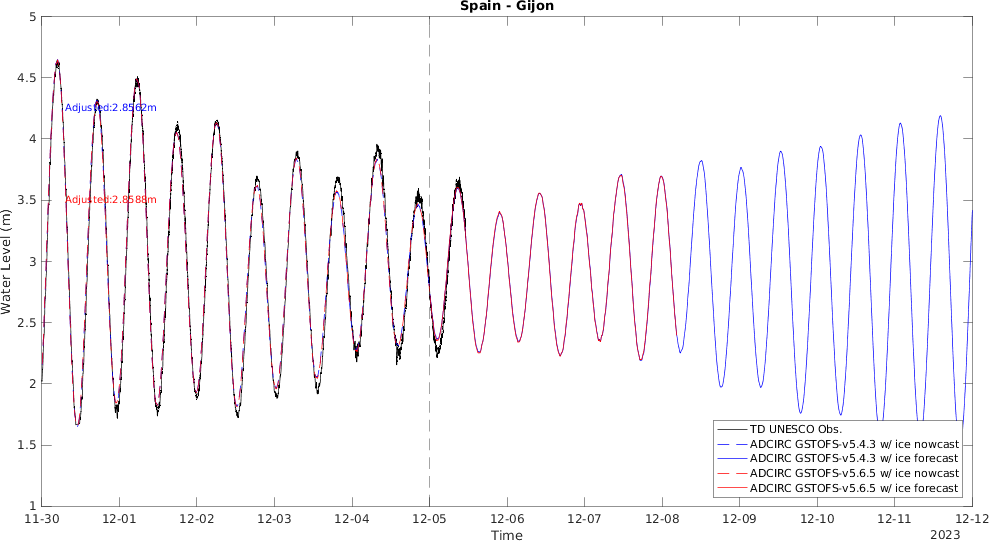 Spain - Gijon
5
4.5
4
3.5
3
2.5
2
1.5
1
Water Level (m)
Adjusted:2.8562m
Adjusted:2.8588m
TD UNESCO Obs.
ADCIRC GSTOFS-v5.4.3 w/ ice nowcast
ADCIRC GSTOFS-v5.4.3 w/ ice forecast
ADCIRC GSTOFS-v5.6.5 w/ ice nowcast
ADCIRC GSTOFS-v5.6.5 w/ ice forecast
11-30 12-01 12-02 12-03 12-04 12-05 12-06 12-07 12-08 12-09 12-10 12-11 12-12
Time
2023